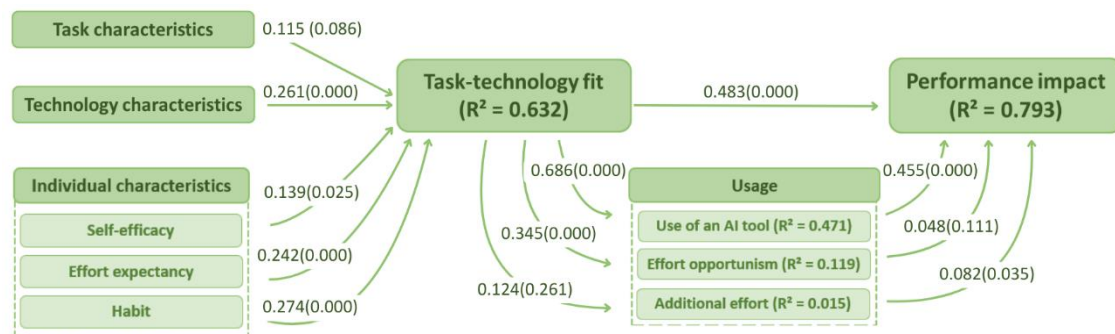 Task characteristics
0.115 (0.086)
Technology characteristics
0.261(0.000)
Task-technology fit
(R² = 0.632)
0.483(0.000)
Performance impact
(R² = 0.793)
Individual characteristics
Self-efficacy
Effort expectancy
Habit
0.139(0.025)
0.242(0.000)
0.274(0.000)
0.686(0.000)
0.345(0.000)
0.124(0.261)
Usage
Use of an AI tool (R² = 0.471)
Effort opportunism (R² = 0.119)
Additional effort (R² = 0.015)
0.455(0.000)
0.048(0.111)
0.082(0.035)